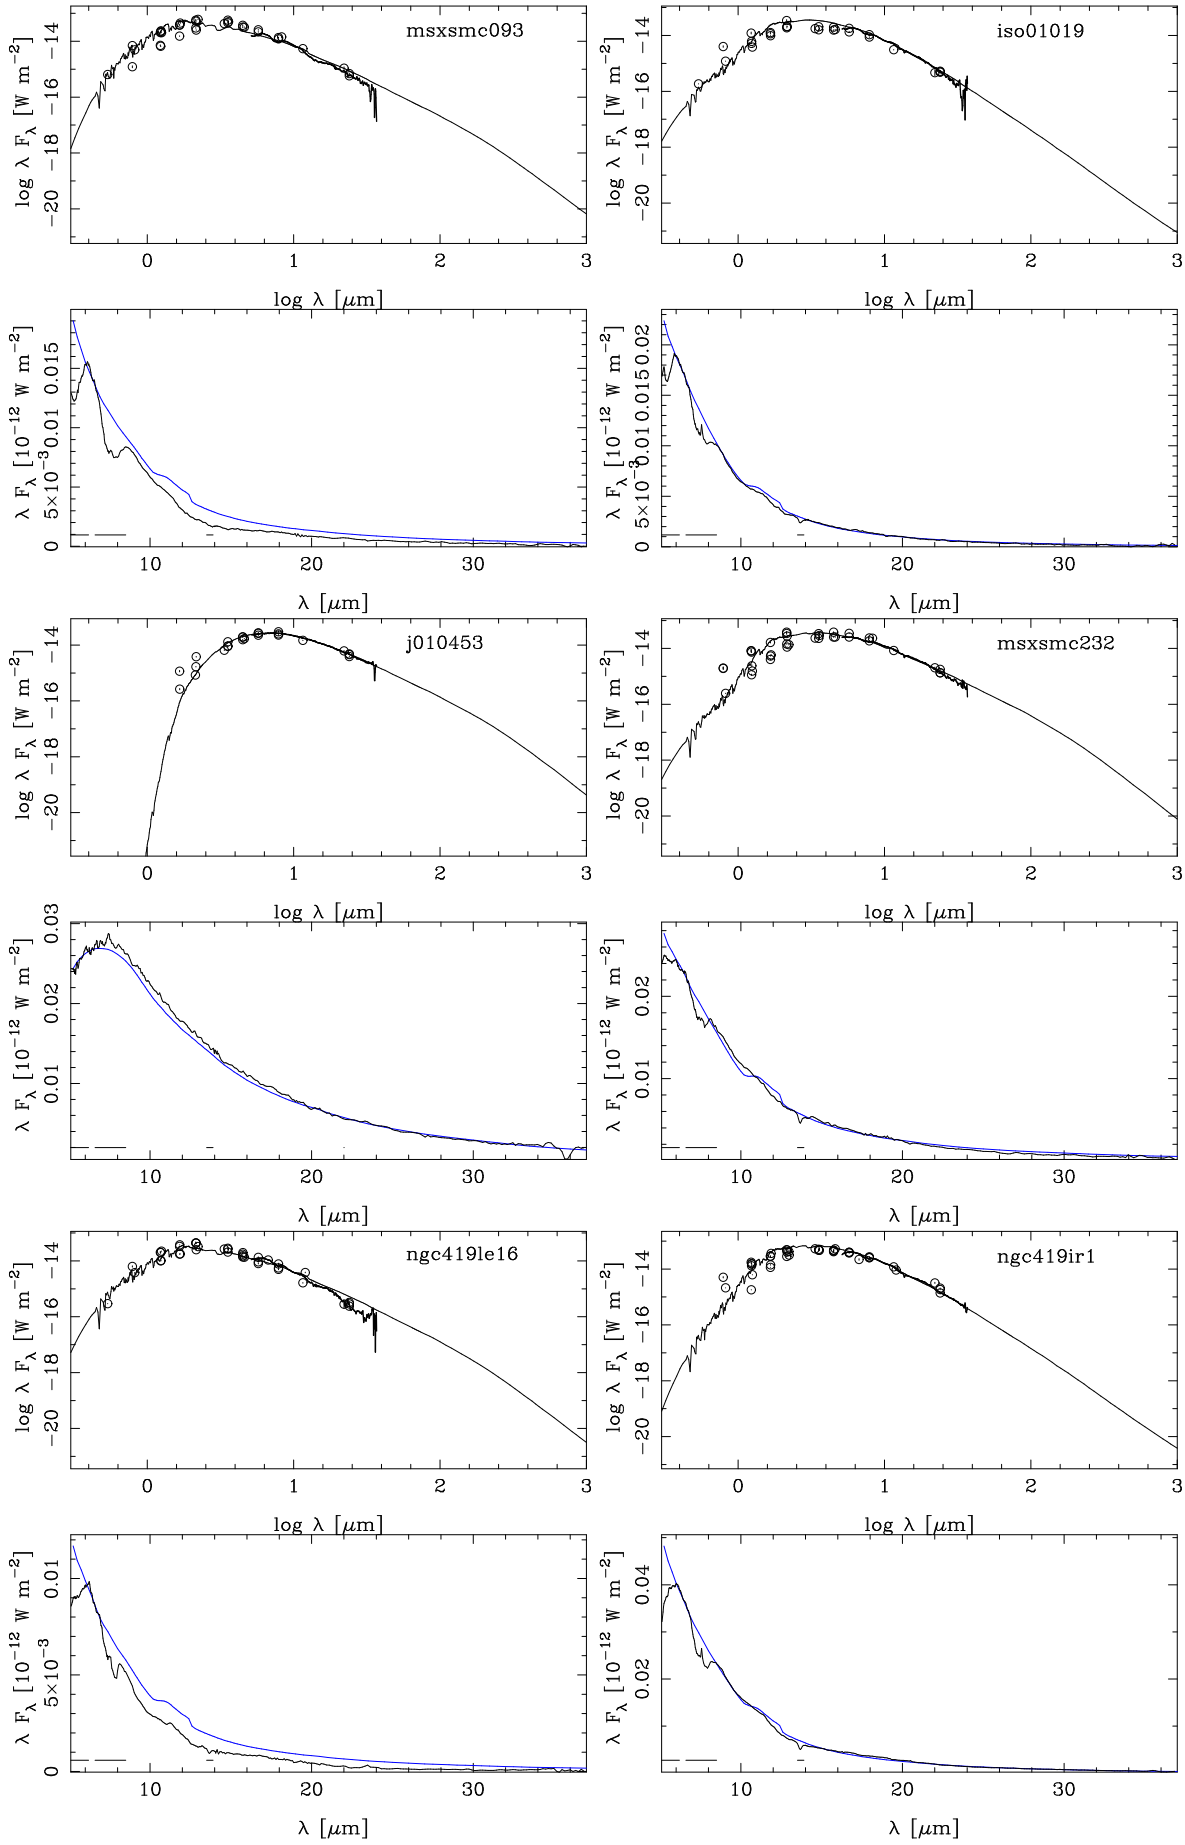 msxsmc093
log λ F_λ [W m⁻²]
−14
−16
−18
−20
0 1 2 3
log λ [μm]
iso01019
log λ F_λ [W m⁻²]
−14
−16
−18
−20
0 1 2 3
log λ [μm]
λ F_λ [10⁻¹² W m⁻²]
0 5×10⁻³ 0.01 0.015
10 20 30
λ [μm]
λ F_λ [10⁻¹² W m⁻²]
0 5×10⁻³ 0.01 0.015 0.02
10 20 30
λ [μm]
j010453
log λ F_λ [W m⁻²]
−14
−16
−18
−20
0 1 2 3
log λ [μm]
msxsmc232
log λ F_λ [W m⁻²]
−14
−16
−18
−20
0 1 2 3
log λ [μm]
λ F_λ [10⁻¹² W m⁻²]
0.01 0.02 0.03
10 20 30
λ [μm]
λ F_λ [10⁻¹² W m⁻²]
0.01 0.02
10 20 30
λ [μm]
ngc419le16
log λ F_λ [W m⁻²]
−14
−16
−18
−20
0 1 2 3
log λ [μm]
ngc419ir1
log λ F_λ [W m⁻²]
−14
−16
−18
−20
0 1 2 3
log λ [μm]
λ F_λ [10⁻¹² W m⁻²]
0 5×10⁻³ 0.01
10 20 30
λ [μm]
λ F_λ [10⁻¹² W m⁻²]
0.02 0.04
10 20 30
λ [μm]